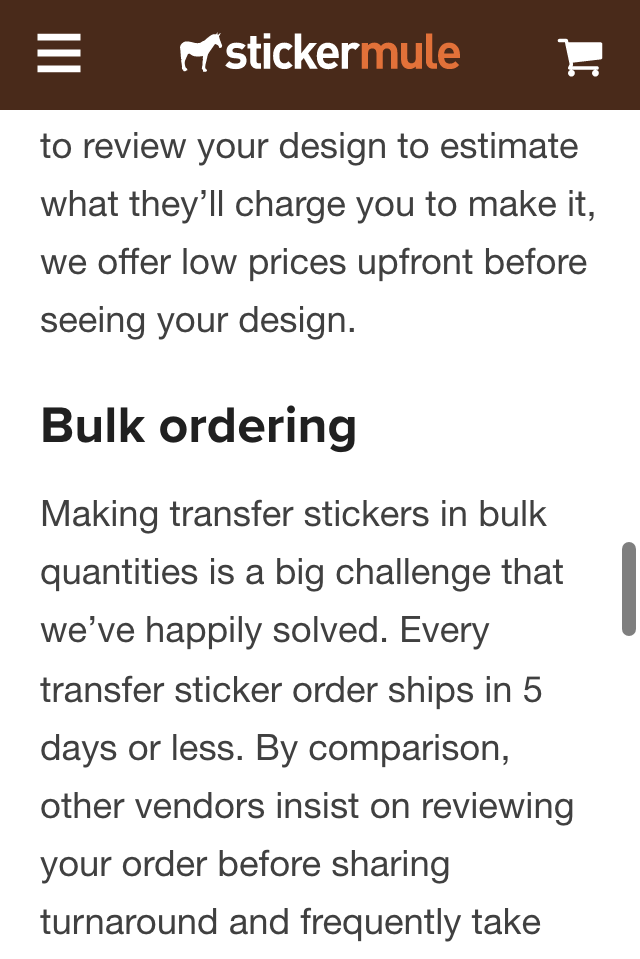 stickermule
to review your design to estimate
what they’ll charge you to make it,
we offer low prices upfront before
seeing your design.
Bulk ordering
Making transfer stickers in bulk
quantities is a big challenge that
we’ve happily solved. Every
transfer sticker order ships in 5
days or less. By comparison,
other vendors insist on reviewing
your order before sharing
turnaround and frequently take